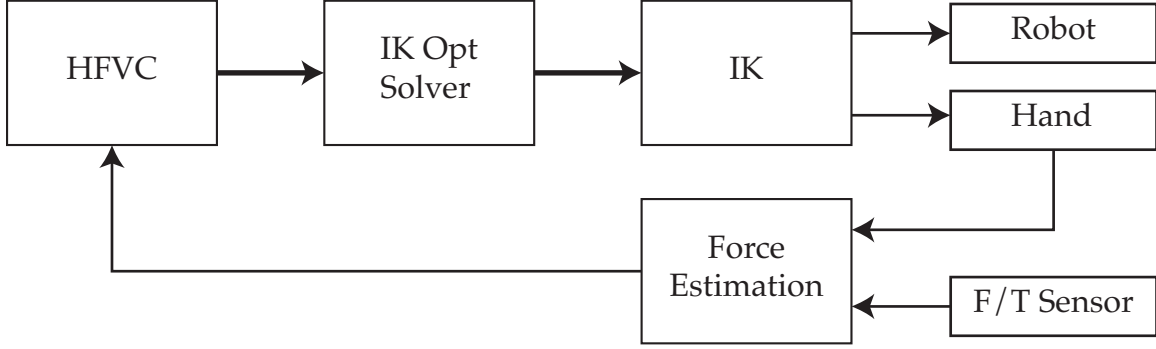 HFVC
IK Opt
Solver
IK
Robot
Hand
Force
Estimation
F/T Sensor